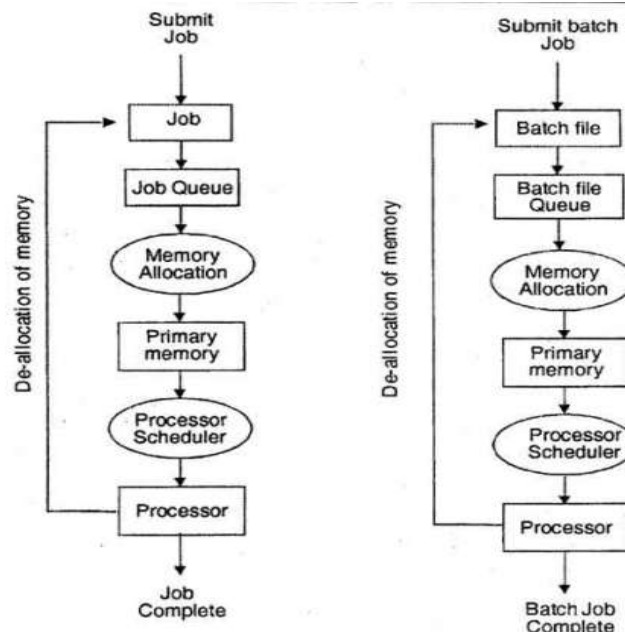 Submit
Job
Job
Job Queue
Memory
Allocation
Primary
memory
Processor
Scheduler
Processor
Job
Complete
De-allocation of memory
Submit batch
Job
Batch file
Batch file
Queue
Memory
Allocation
Primary
memory
Processor
Scheduler
Processor
Batch Job
Complete
De-allocation of memory